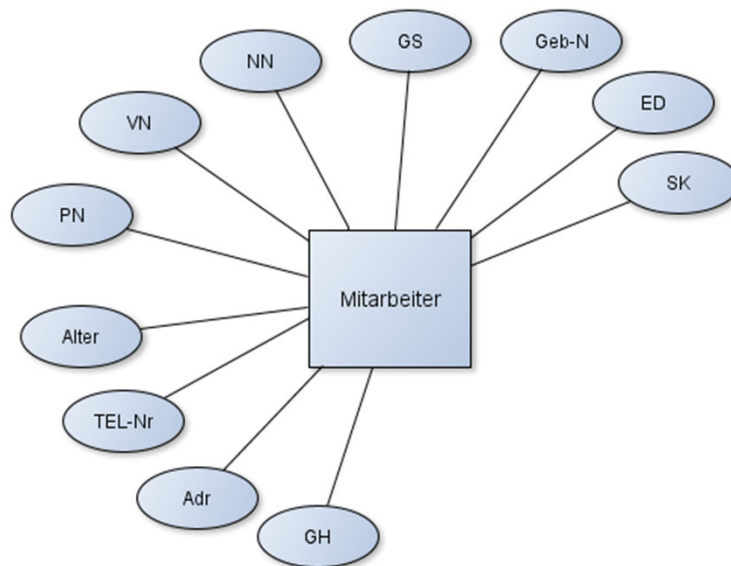 GS
Geb-N
NN
ED
VN
SK
PN
Mitarbeiter
Alter
TEL-Nr
Adr
GH